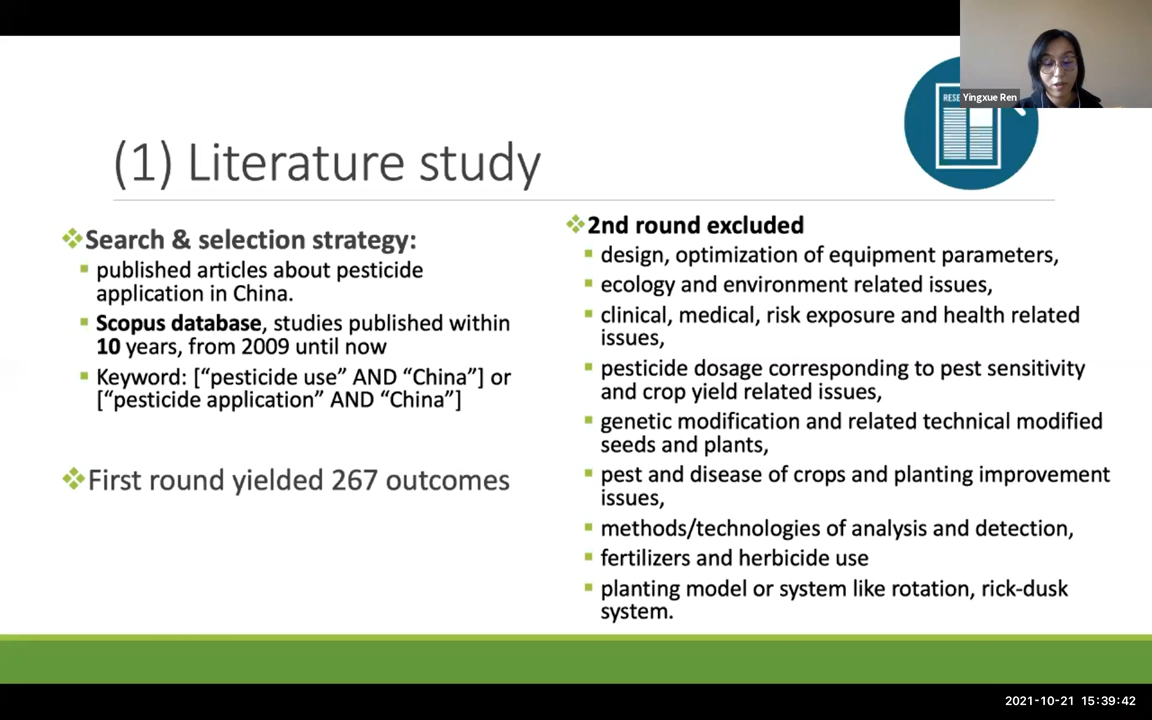 RESE
Yingxue Ren
(1) Literature study
Search & selection strategy:
published articles about pesticide
application in China.
Scopus database, studies published within
10 years, from 2009 until now
Keyword: [“pesticide use” AND “China”] or
[“pesticide application” AND “China”]
First round yielded 267 outcomes
2nd round excluded
design, optimization of equipment parameters,
ecology and environment related issues,
clinical, medical, risk exposure and health related
issues,
pesticide dosage corresponding to pest sensitivity
and crop yield related issues,
genetic modification and related technical modified
seeds and plants,
pest and disease of crops and planting improvement
issues,
methods/technologies of analysis and detection,
fertilizers and herbicide use
planting model or system like rotation, rick-dusk
system.
2021-10-21 15:39:42